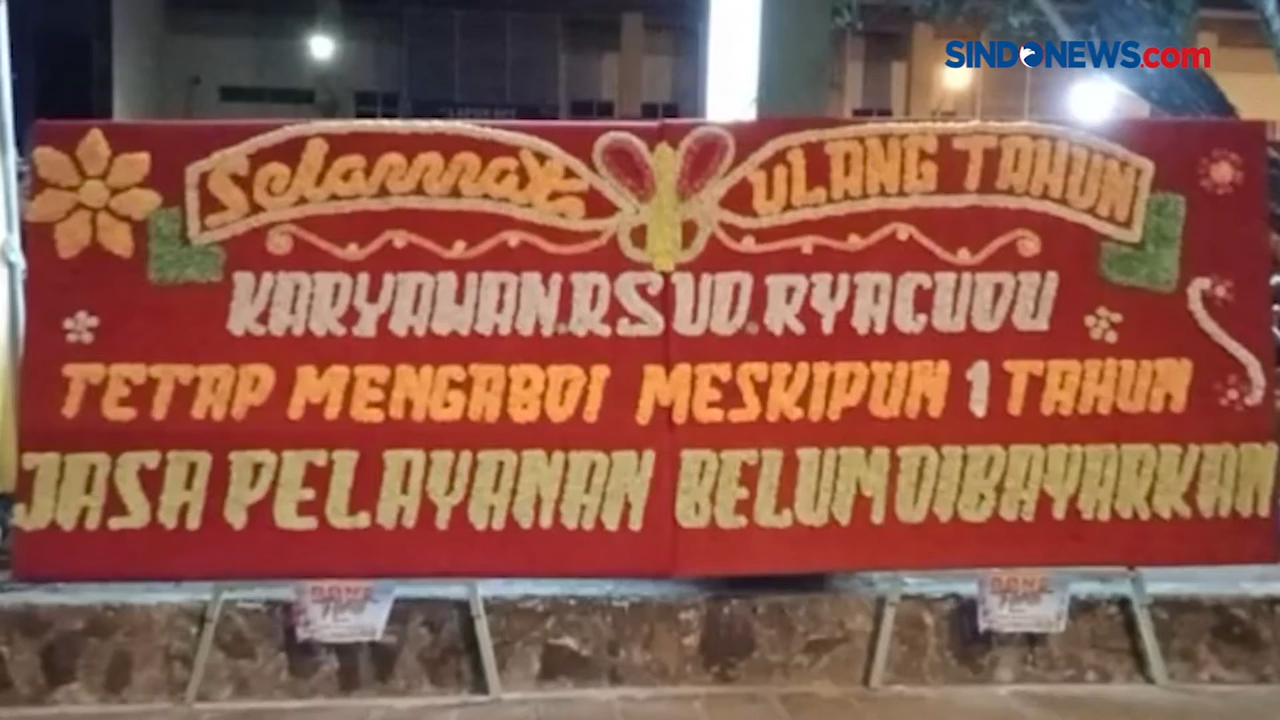 SINDONEWS.com
Selamat ULANG TAHUN
KARYAWAN.RSUD.RYACUDU
TETAP MENGABDI MESKIPUN 1 TAHUN
JASA PELAYANAN BELUM DIBAYARKAN